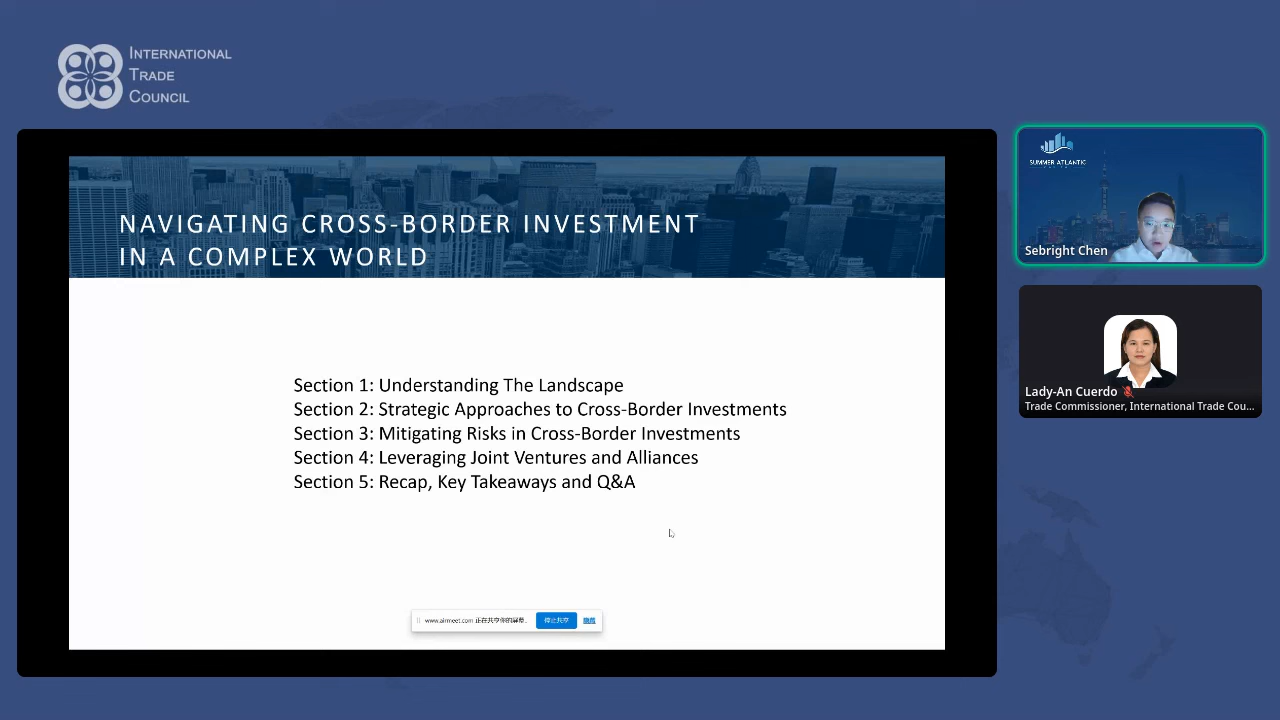 INTERNATIONAL
TRADE
COUNCIL
NAVIGATING CROSS-BORDER INVESTMENT
IN A COMPLEX WORLD
Section 1: Understanding The Landscape
Section 2: Strategic Approaches to Cross-Border Investments
Section 3: Mitigating Risks in Cross-Border Investments
Section 4: Leveraging Joint Ventures and Alliances
Section 5: Recap, Key Takeaways and Q&A
www.airmeet.com 正在共享你的屏幕。
停止共享
隐藏
SUMMER ATLANTIC
Sebright Chen
Lady-An Cuerdo
Trade Commissioner, International Trade Cou...